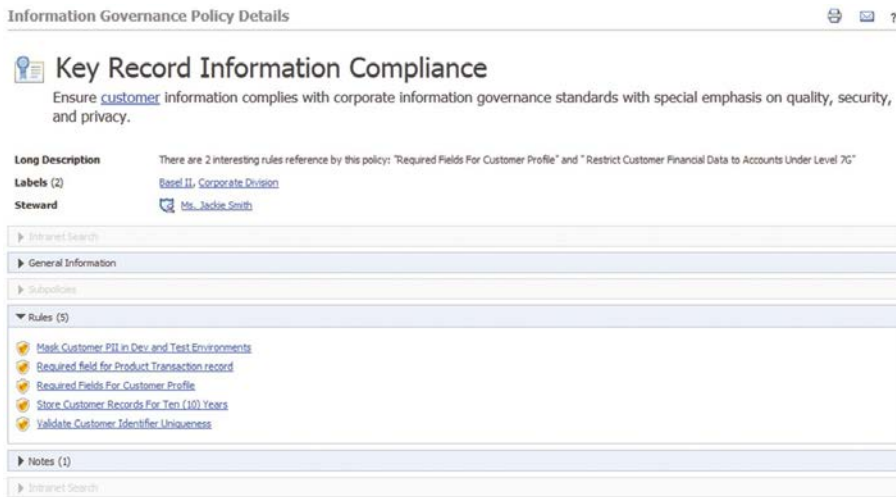 Information Governance Policy Details
?
Key Record Information Compliance
Ensure customer information complies with corporate information governance standards with special emphasis on quality, security,
and privacy.
Long Description There are 2 interesting rules reference by this policy: "Required Fields For Customer Profile" and " Restrict Customer Financial Data to Accounts Under Level 7G"
Labels (2) Basel II, Corporate Division
Steward Ms. Jackie Smith
Intranet Search
General Information
Subpolicies
Rules (5)
Mask Customer PII in Dev and Test Environments
Required field for Product Transaction record
Required Fields For Customer Profile
Store Customer Records For Ten (10) Years
Validate Customer Identifier Uniqueness
Notes (1)
Intranet Search